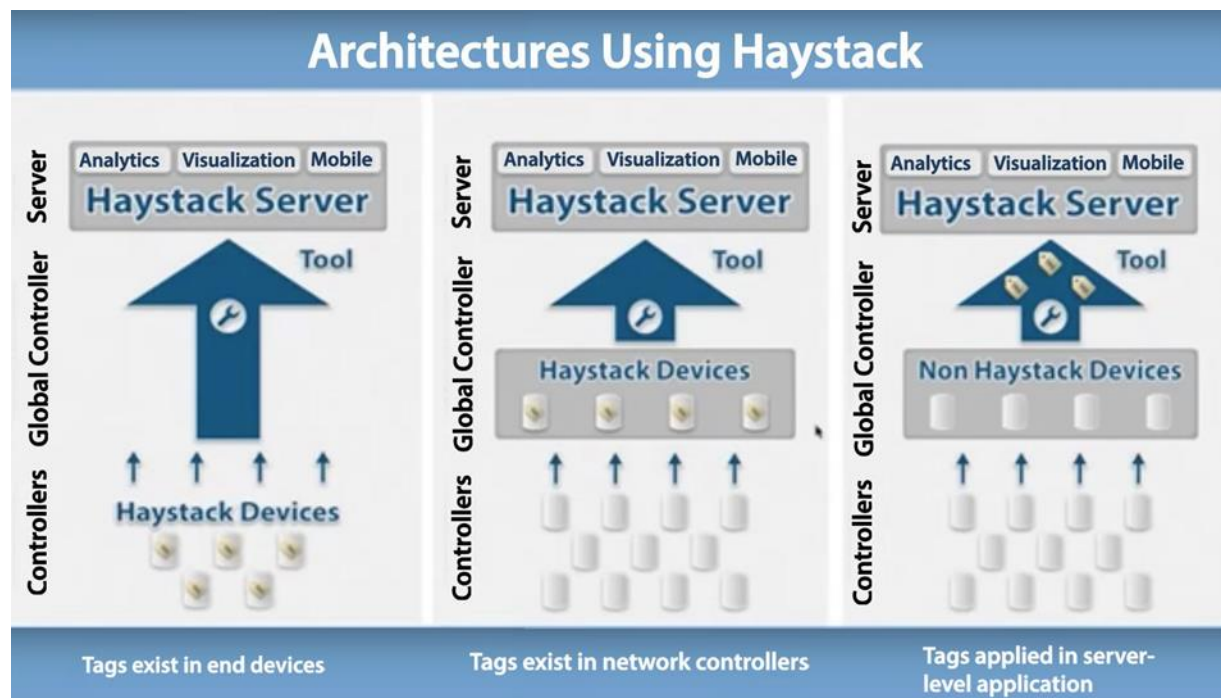 Architectures Using Haystack
Server
Global Controller
Controllers
Analytics
Visualization
Mobile
Haystack Server
Tool
Haystack Devices
Tags exist in end devices
Server
Global Controller
Controllers
Analytics
Visualization
Mobile
Haystack Server
Tool
Haystack Devices
Tags exist in network controllers
Server
Global Controller
Controllers
Analytics
Visualization
Mobile
Haystack Server
Tool
Non Haystack Devices
Tags applied in server-
level application